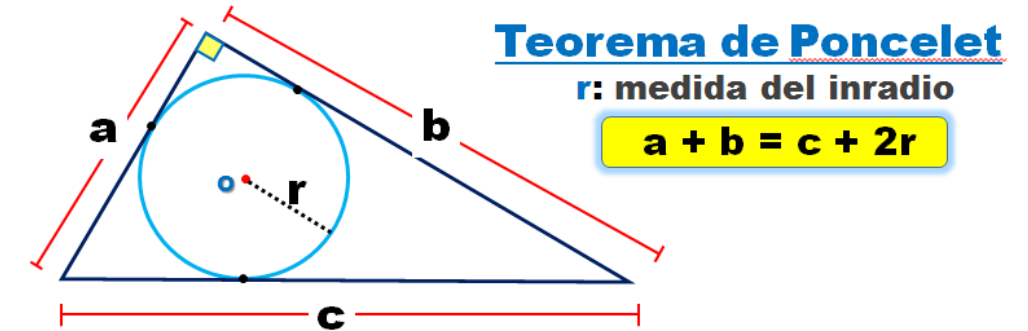 Teorema de Poncelet
r: medida del inradio
a + b = c + 2r
a
b
o
r
c